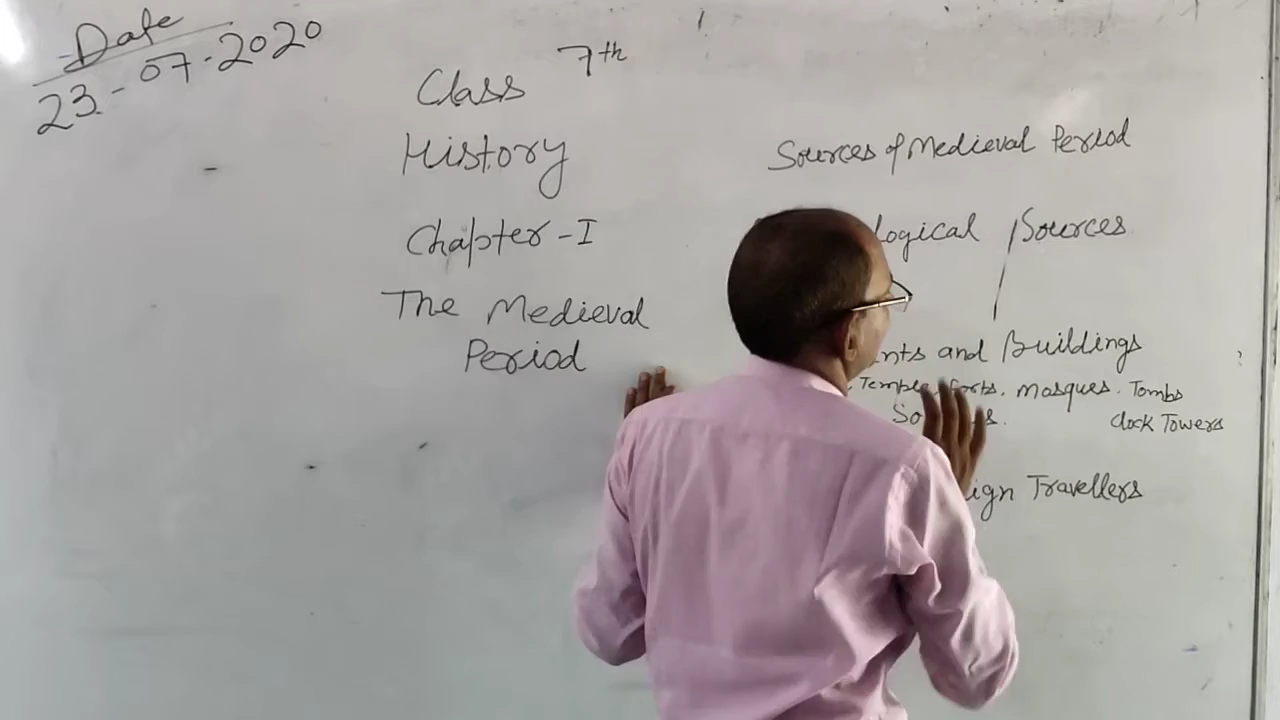 Date
23-07-2020
Class 7th
History
Chapter-I
The Medieval
Period
Sources of Medieval Period
logical Sources
nts and Buildings
Temple, forts, masques. Tombs
Clock Towers
ign Travellers